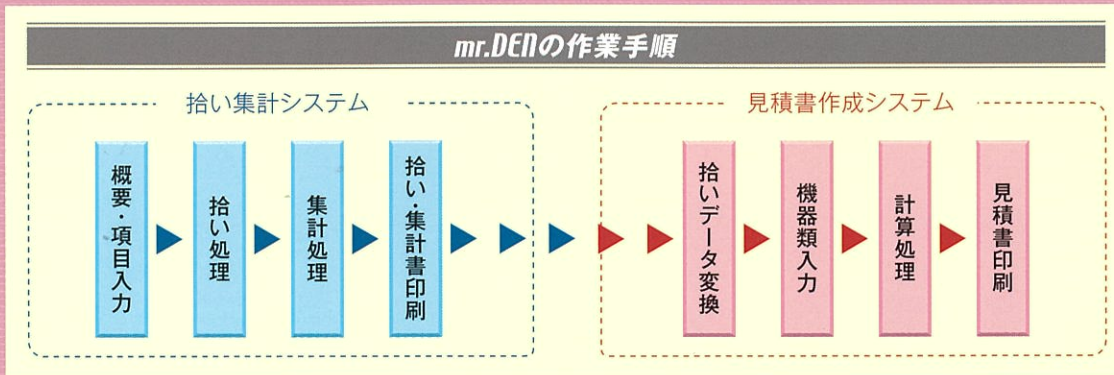 mr.DENの作業手順
拾い集計システム
見積書作成システム
概要・項目入力
拾い処理
集計処理
拾い・集計書印刷
拾いデータ変換
機器類入力
計算処理
見積書印刷